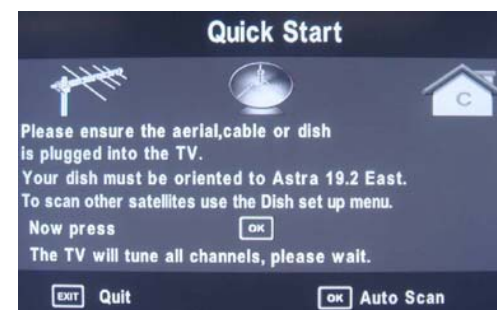 Quick Start
C
Please ensure the aerial,cable or dish
is plugged into the TV.
Your dish must be oriented to Astra 19.2 East.
To scan other satellites use the Dish set up menu.
Now press OK
The TV will tune all channels, please wait.
EXIT Quit OK Auto Scan